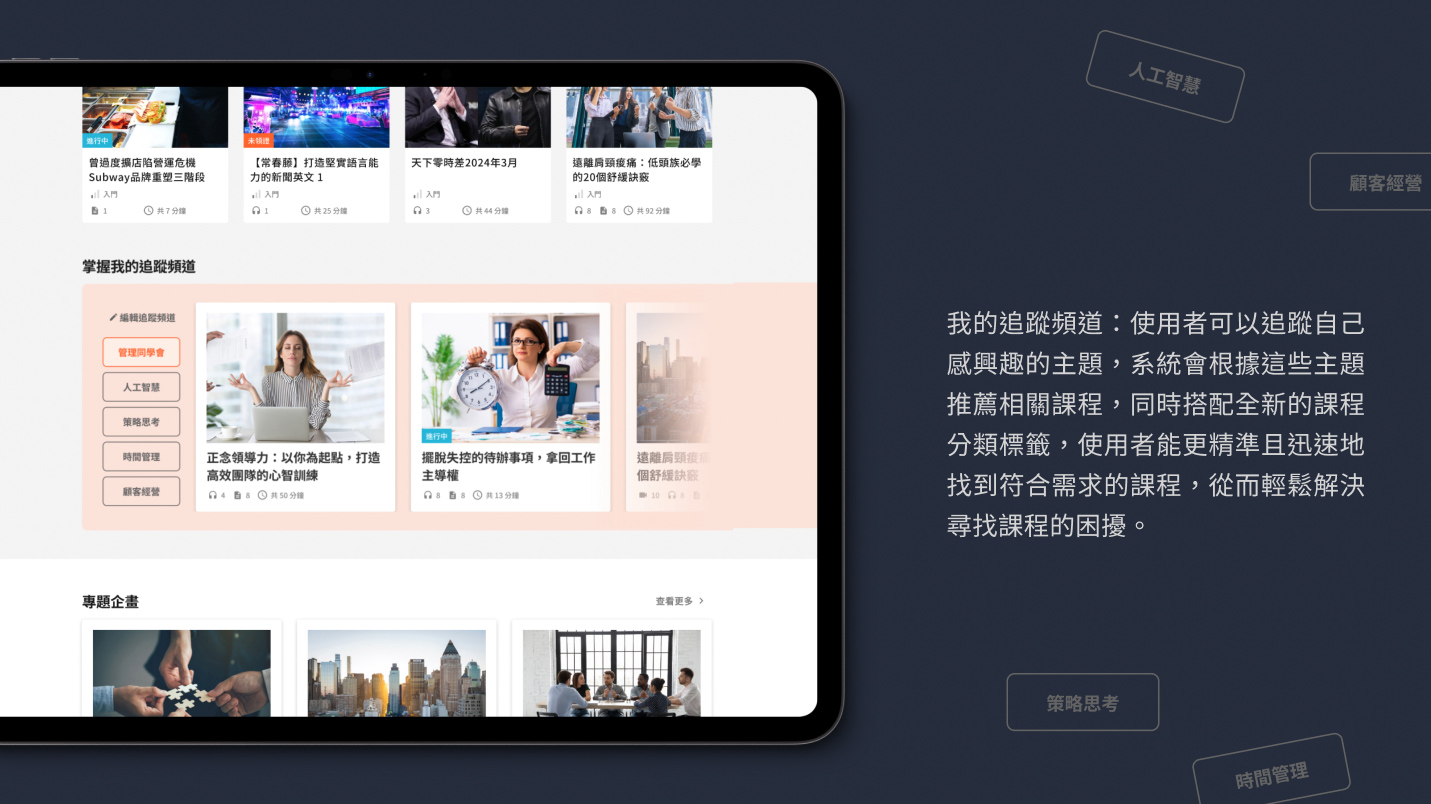 進行中
曾過度擴店陷營運危機
Subway品牌重塑三階段
入門
1 共 7 分鐘
未領證
【常春藤】打造堅實語言能
力的新聞英文 1
入門
1 共 25 分鐘
天下零時差2024年3月
入門
3 共 44 分鐘
遠離肩頸痠痛：低頭族必學
的20個舒緩訣竅
入門
8 8 共 92 分鐘
掌握我的追蹤頻道
編輯追蹤頻道
管理同學會
人工智慧
策略思考
時間管理
顧客經營
正念領導力：以你為起點，打造
高效團隊的心智訓練
4 8 共 50 分鐘
進行中
擺脫失控的待辦事項，拿回工作
主導權
8 8 共 13 分鐘
遠離肩頸痠
個舒緩訣竅
10 6
專題企畫
查看更多
人工智慧
顧客經營
我的追蹤頻道：使用者可以追蹤自己
感興趣的主題，系統會根據這些主題
推薦相關課程，同時搭配全新的課程
分類標籤，使用者能更精準且迅速地
找到符合需求的課程，從而輕鬆解決
尋找課程的困擾。
策略思考
時間管理